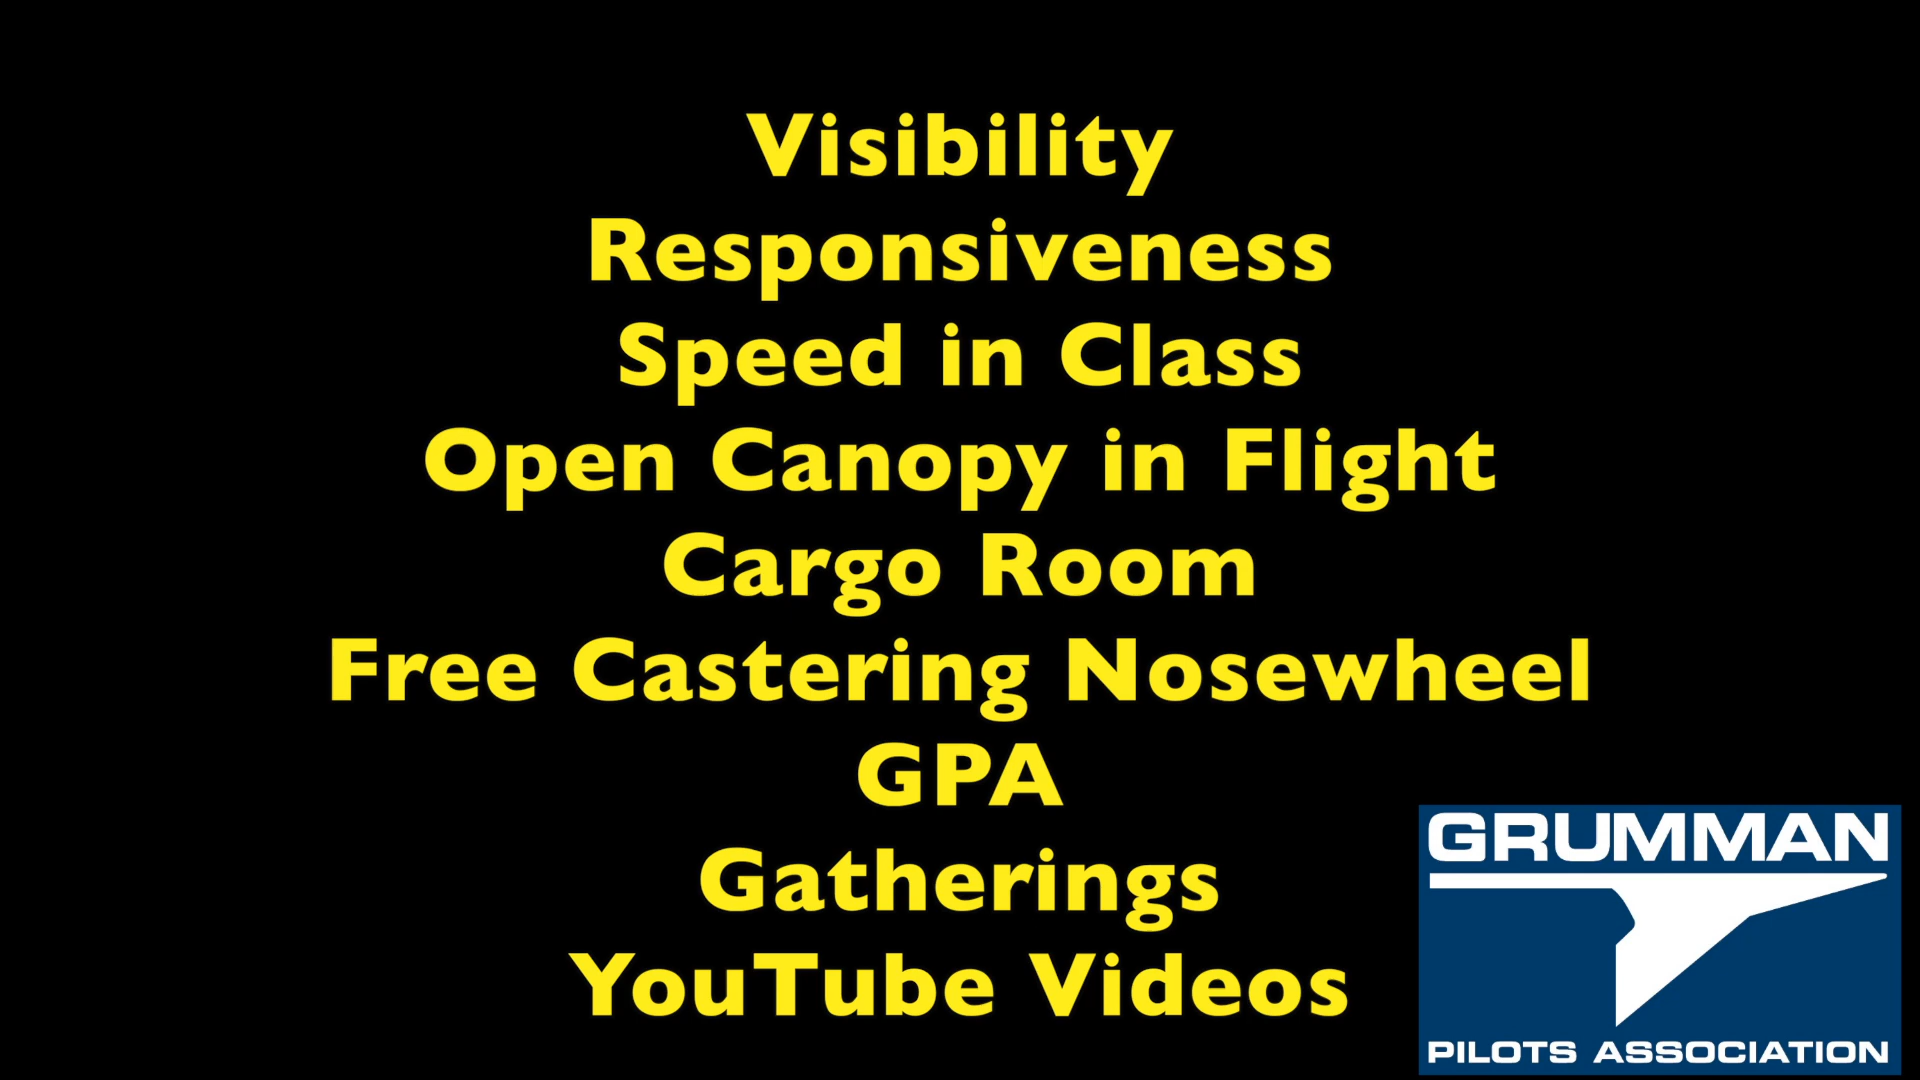 Visibility
Responsiveness
Speed in Class
Open Canopy in Flight
Cargo Room
Free Castering Nosewheel
GPA
Gatherings
YouTube Videos
GRUMMAN
PILOTS ASSOCIATION